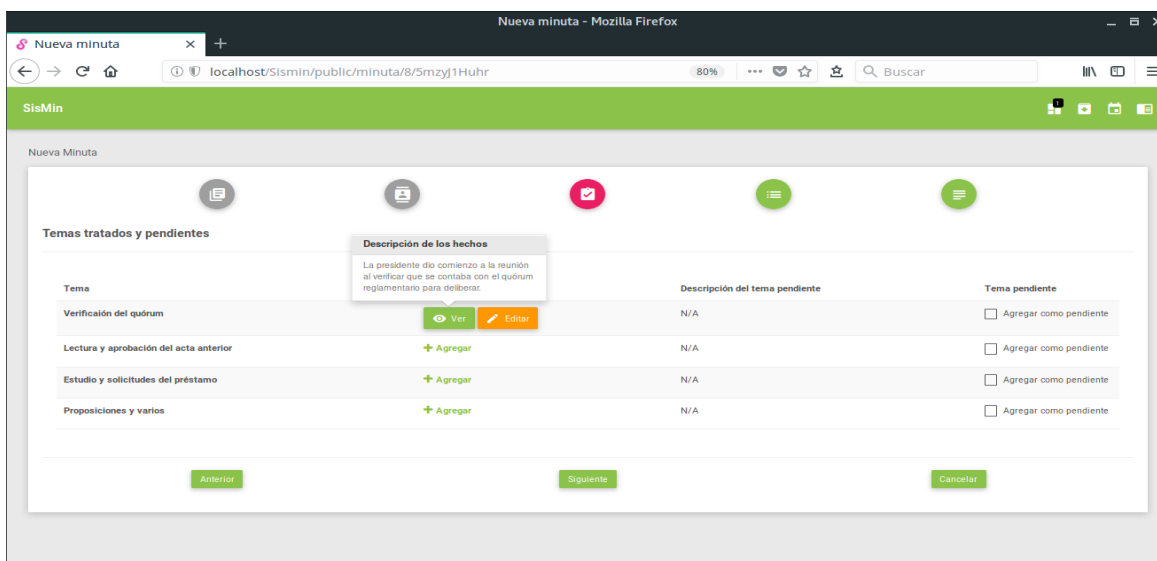 Nueva minuta - Mozilla Firefox
Nueva minuta
localhost/Sismin/public/minuta/8/5mzyJ1Huhr
80%
Buscar
SisMin
1
Nueva Minuta
Temas tratados y pendientes
Descripción de los hechos
La presidente dio comienzo a la reunión
al verificar que se contaba con el quórum
reglamentario para deliberar.
Tema
Descripción del tema pendiente
Tema pendiente
Verificaión del quórum
Ver
Editar
N/A
Agregar como pendiente
Lectura y aprobación del acta anterior
+ Agregar
N/A
Agregar como pendiente
Estudio y solicitudes del préstamo
+ Agregar
N/A
Agregar como pendiente
Proposiciones y varios
+ Agregar
N/A
Agregar como pendiente
Anterior
Siguiente
Cancelar